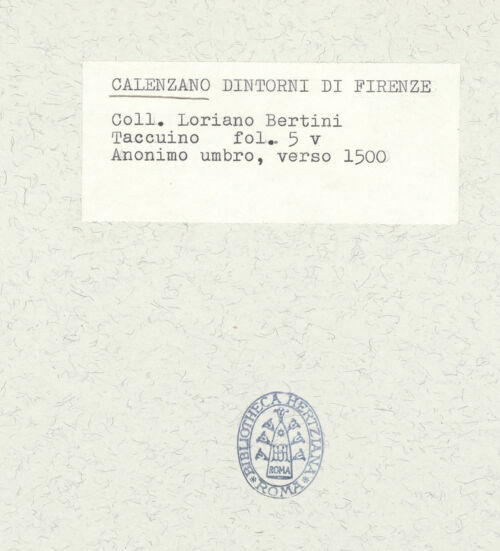 CALENZANO DINTORNI DI FIRENZE
Coll. Loriano Bertini
Taccuino fol. 5 v
Anonimo umbro, verso 1500
BIBLIOTHECA HERTZIANA
ROMA
ROMA